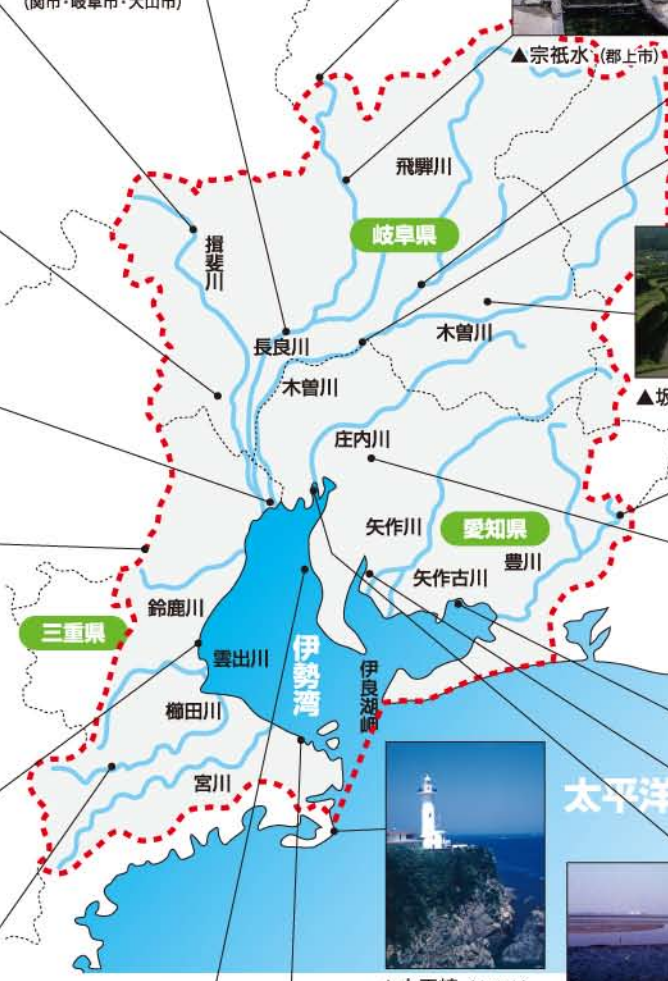 (関市・岐阜市・犬山市)
▲宗祇水 (郡上市)
飛騨川
岐阜県
揖斐川
長良川
木曽川
木曽川
▲坂
庄内川
矢作川
愛知県
豊川
矢作古川
鈴鹿川
三重県
雲出川
伊勢湾
伊良湖岬
櫛田川
宮川
太平洋